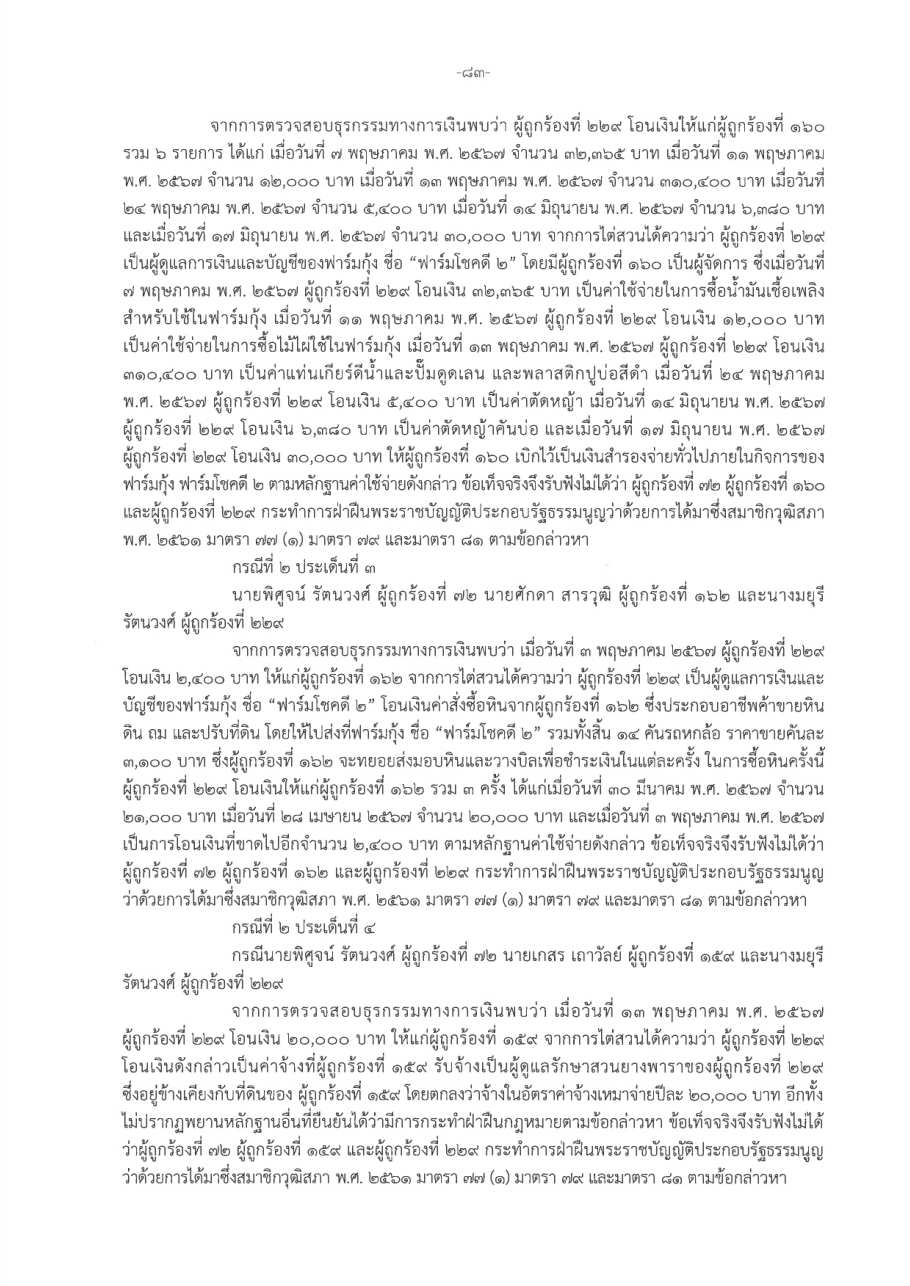 -๘๓-
จากการตรวจสอบธุรกรรมทางการเงินพบว่า ผู้ถูกร้องที่ ๒๒๙ โอนเงินให้แก่ผู้ถูกร้องที่ ๑๖๐
รวม ๖ รายการ ได้แก่ เมื่อวันที่ ๗ พฤษภาคม พ.ศ. ๒๕๖๗ จำนวน ๓๒,๓๖๕ บาท เมื่อวันที่ ๑๑ พฤษภาคม
พ.ศ. ๒๕๖๗ จำนวน ๑๒,๐๐๐ บาท เมื่อวันที่ ๑๓ พฤษภาคม พ.ศ. ๒๕๖๗ จำนวน ๓๑๐,๔๐๐ บาท เมื่อวันที่
๒๔ พฤษภาคม พ.ศ. ๒๕๖๗ จำนวน ๕,๔๐๐ บาท เมื่อวันที่ ๑๔ มิถุนายน พ.ศ. ๒๕๖๗ จำนวน ๖,๓๘๐ บาท
และเมื่อวันที่ ๑๗ มิถุนายน พ.ศ. ๒๕๖๗ จำนวน ๓๐,๐๐๐ บาท จากการไต่สวนได้ความว่า ผู้ถูกร้องที่ ๒๒๙
เป็นผู้ดูแลการเงินและบัญชีของฟาร์มกุ้ง ชื่อ “ฟาร์มโชคดี ๒” โดยมีผู้ถูกร้องที่ ๑๖๐ เป็นผู้จัดการ ซึ่งเมื่อวันที่
๗ พฤษภาคม พ.ศ. ๒๕๖๗ ผู้ถูกร้องที่ ๒๒๙ โอนเงิน ๓๒,๓๖๕ บาท เป็นค่าใช้จ่ายในการซื้อน้ำมันเชื้อเพลิง
สำหรับใช้ในฟาร์มกุ้ง เมื่อวันที่ ๑๑ พฤษภาคม พ.ศ. ๒๕๖๗ ผู้ถูกร้องที่ ๒๒๙ โอนเงิน ๑๒,๐๐๐ บาท
เป็นค่าใช้จ่ายในการซื้อไม้ไผ่ใช้ในฟาร์มกุ้ง เมื่อวันที่ ๑๓ พฤษภาคม พ.ศ. ๒๕๖๗ ผู้ถูกร้องที่ ๒๒๙ โอนเงิน
๓๑๐,๔๐๐ บาท เป็นค่าแท่นเกียร์ดีน้ำและปั๊มดูดเลน และพลาสติกปูบ่อสีดำ เมื่อวันที่ ๒๔ พฤษภาคม
พ.ศ. ๒๕๖๗ ผู้ถูกร้องที่ ๒๒๙ โอนเงิน ๕,๔๐๐ บาท เป็นค่าตัดหญ้า เมื่อวันที่ ๑๔ มิถุนายน พ.ศ. ๒๕๖๗
ผู้ถูกร้องที่ ๒๒๙ โอนเงิน ๖,๓๘๐ บาท เป็นค่าตัดหญ้าคันบ่อ และเมื่อวันที่ ๑๗ มิถุนายน พ.ศ. ๒๕๖๗
ผู้ถูกร้องที่ ๒๒๙ โอนเงิน ๓๐,๐๐๐ บาท ให้ผู้ถูกร้องที่ ๑๖๐ เบิกไว้เป็นเงินสำรองจ่ายทั่วไปภายในกิจการของ
ฟาร์มกุ้ง ฟาร์มโชคดี ๒ ตามหลักฐานค่าใช้จ่ายดังกล่าว ข้อเท็จจริงจึงรับฟังไม่ได้ว่า ผู้ถูกร้องที่ ๗๒ ผู้ถูกร้องที่ ๑๖๐
และผู้ถูกร้องที่ ๒๒๙ กระทำการฝ่าฝืนพระราชบัญญัติประกอบรัฐธรรมนูญว่าด้วยการได้มาซึ่งสมาชิกวุฒิสภา
พ.ศ. ๒๕๖๑ มาตรา ๗๗ (๑) มาตรา ๗๙ และมาตรา ๘๑ ตามข้อกล่าวหา
กรณีที่ ๒ ประเด็นที่ ๓
นายพิศูจน์ รัตนวงศ์ ผู้ถูกร้องที่ ๗๒ นายศักดา สารวุฒิ ผู้ถูกร้องที่ ๑๖๒ และนางมยุรี
รัตนวงศ์ ผู้ถูกร้องที่ ๒๒๙
จากการตรวจสอบธุรกรรมทางการเงินพบว่า เมื่อวันที่ ๓ พฤษภาคม ๒๕๖๗ ผู้ถูกร้องที่ ๒๒๙
โอนเงิน ๒,๔๐๐ บาท ให้แก่ผู้ถูกร้องที่ ๑๖๒ จากการไต่สวนได้ความว่า ผู้ถูกร้องที่ ๒๒๙ เป็นผู้ดูแลการเงินและ
บัญชีของฟาร์มกุ้ง ชื่อ “ฟาร์มโชคดี ๒” โอนเงินค่าสั่งซื้อหินจากผู้ถูกร้องที่ ๑๖๒ ซึ่งประกอบอาชีพค้าขายหิน
ดิน ถม และปรับที่ดิน โดยให้ไปส่งที่ฟาร์มกุ้ง ชื่อ “ฟาร์มโชคดี ๒” รวมทั้งสิ้น ๑๔ คันรถหกล้อ ราคาขายคันละ
๓,๑๐๐ บาท ซึ่งผู้ถูกร้องที่ ๑๖๒ จะทยอยส่งมอบหินและวางบิลเพื่อชำระเงินในแต่ละครั้ง ในการซื้อหินครั้งนี้
ผู้ถูกร้องที่ ๒๒๙ โอนเงินให้แก่ผู้ถูกร้องที่ ๑๖๒ รวม ๓ ครั้ง ได้แก่เมื่อวันที่ ๓๐ มีนาคม พ.ศ. ๒๕๖๗ จำนวน
๒๑,๐๐๐ บาท เมื่อวันที่ ๒๘ เมษายน ๒๕๖๗ จำนวน ๒๐,๐๐๐ บาท และเมื่อวันที่ ๓ พฤษภาคม พ.ศ. ๒๕๖๗
เป็นการโอนเงินที่ขาดไปอีกจำนวน ๒,๔๐๐ บาท ตามหลักฐานค่าใช้จ่ายดังกล่าว ข้อเท็จจริงจึงรับฟังไม่ได้ว่า
ผู้ถูกร้องที่ ๗๒ ผู้ถูกร้องที่ ๑๖๒ และผู้ถูกร้องที่ ๒๒๙ กระทำการฝ่าฝืนพระราชบัญญัติประกอบรัฐธรรมนูญ
ว่าด้วยการได้มาซึ่งสมาชิกวุฒิสภา พ.ศ. ๒๕๖๑ มาตรา ๗๗ (๑) มาตรา ๗๙ และมาตรา ๘๑ ตามข้อกล่าวหา
กรณีที่ ๒ ประเด็นที่ ๔
กรณีนายพิศูจน์ รัตนวงศ์ ผู้ถูกร้องที่ ๗๒ นายเกสร เถาวัลย์ ผู้ถูกร้องที่ ๑๕๙ และนางมยุรี
รัตนวงศ์ ผู้ถูกร้องที่ ๒๒๙
จากการตรวจสอบธุรกรรมทางการเงินพบว่า เมื่อวันที่ ๑๓ พฤษภาคม พ.ศ. ๒๕๖๗
ผู้ถูกร้องที่ ๒๒๙ โอนเงิน ๒๐,๐๐๐ บาท ให้แก่ผู้ถูกร้องที่ ๑๕๙ จากการไต่สวนได้ความว่า ผู้ถูกร้องที่ ๒๒๙
โอนเงินดังกล่าวเป็นค่าจ้างที่ผู้ถูกร้องที่ ๑๕๙ รับจ้างเป็นผู้ดูแลรักษาสวนยางพาราของผู้ถูกร้องที่ ๒๒๙
ซึ่งอยู่ข้างเคียงกับที่ดินของ ผู้ถูกร้องที่ ๑๕๙ โดยตกลงว่าจ้างในอัตราค่าจ้างเหมาจ่ายปีละ ๒๐,๐๐๐ บาท อีกทั้ง
ไม่ปรากฏพยานหลักฐานอื่นที่ยืนยันได้ว่ามีการกระทำฝ่าฝืนกฎหมายตามข้อกล่าวหา ข้อเท็จจริงจึงรับฟังไม่ได้
ว่าผู้ถูกร้องที่ ๗๒ ผู้ถูกร้องที่ ๑๕๙ และผู้ถูกร้องที่ ๒๒๙ กระทำการฝ่าฝืนพระราชบัญญัติประกอบรัฐธรรมนูญ
ว่าด้วยการได้มาซึ่งสมาชิกวุฒิสภา พ.ศ. ๒๕๖๑ มาตรา ๗๗ (๑) มาตรา ๗๙ และมาตรา ๘๑ ตามข้อกล่าวหา